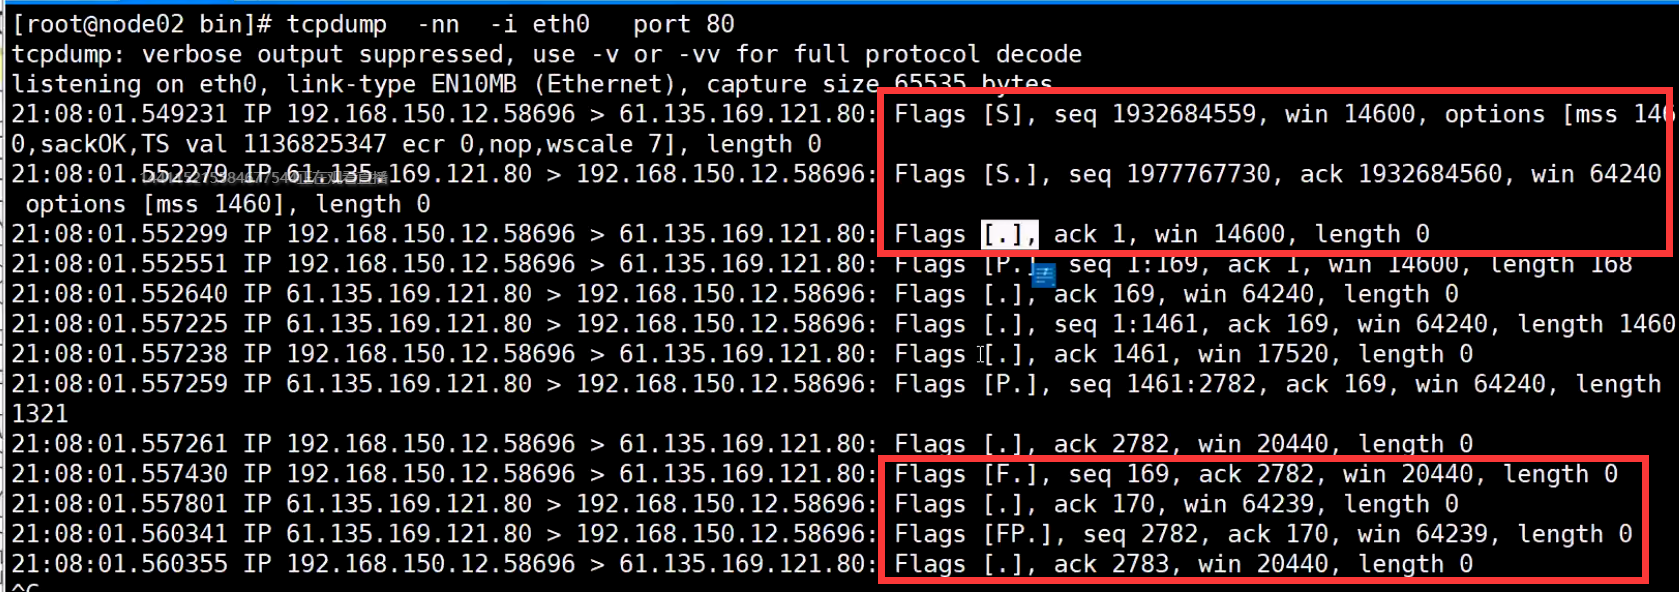 [root@node02 bin]# tcpdump  -nn  -i eth0   port 80
tcpdump: verbose output suppressed, use -v or -vv for full protocol decode
listening on eth0, link-type EN10MB (Ethernet), capture size 65535 bytes
21:08:01.549231 IP 192.168.150.12.58696 > 61.135.169.121.80: Flags [S], seq 1932684559, win 14600, options [mss 146
0,sackOK,TS val 1136825347 ecr 0,nop,wscale 7], length 0
21:08:01.552279 IP 61.135.169.121.80 > 192.168.150.12.58696: Flags [S.], seq 1977767730, ack 1932684560, win 64240
正在观看直播
options [mss 1460], length 0
21:08:01.552299 IP 192.168.150.12.58696 > 61.135.169.121.80: Flags [.], ack 1, win 14600, length 0
21:08:01.552551 IP 192.168.150.12.58696 > 61.135.169.121.80: Flags [P.], seq 1:169, ack 1, win 14600, length 168
21:08:01.552640 IP 61.135.169.121.80 > 192.168.150.12.58696: Flags [.], ack 169, win 64240, length 0
21:08:01.557225 IP 61.135.169.121.80 > 192.168.150.12.58696: Flags [.], seq 1:1461, ack 169, win 64240, length 1460
21:08:01.557238 IP 192.168.150.12.58696 > 61.135.169.121.80: Flags [.], ack 1461, win 17520, length 0
21:08:01.557259 IP 61.135.169.121.80 > 192.168.150.12.58696: Flags [P.], seq 1461:2782, ack 169, win 64240, length
1321
21:08:01.557261 IP 192.168.150.12.58696 > 61.135.169.121.80: Flags [.], ack 2782, win 20440, length 0
21:08:01.557430 IP 192.168.150.12.58696 > 61.135.169.121.80: Flags [F.], seq 169, ack 2782, win 20440, length 0
21:08:01.557801 IP 61.135.169.121.80 > 192.168.150.12.58696: Flags [.], ack 170, win 64239, length 0
21:08:01.560341 IP 61.135.169.121.80 > 192.168.150.12.58696: Flags [FP.], seq 2782, ack 170, win 64239, length 0
21:08:01.560355 IP 192.168.150.12.58696 > 61.135.169.121.80: Flags [.], ack 2783, win 20440, length 0